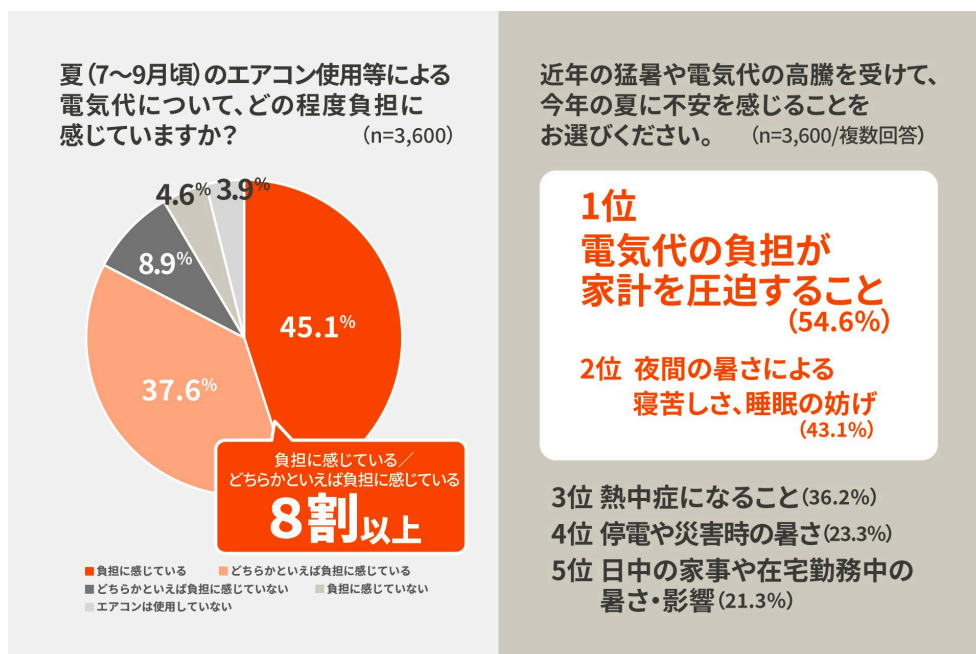 夏（7〜9月頃）のエアコン使用等による
電気代について、どの程度負担に
感じていますか？ （n=3,600）
4.6% 3.9%
8.9%
45.1%
37.6%
負担に感じている／
どちらかといえば負担に感じている
8割以上
■負担に感じている ■どちらかといえば負担に感じている
■どちらかといえば負担に感じていない ■負担に感じていない
■エアコンは使用していない
近年の猛暑や電気代の高騰を受けて、
今年の夏に不安を感じることを
お選びください。 （n=3,600/複数回答）
1位
電気代の負担が
家計を圧迫すること
（54.6%）
2位 夜間の暑さによる
寝苦しさ、睡眠の妨げ
（43.1%）
3位 熱中症になること（36.2%）
4位 停電や災害時の暑さ（23.3%）
5位 日中の家事や在宅勤務中の
暑さ・影響（21.3%）